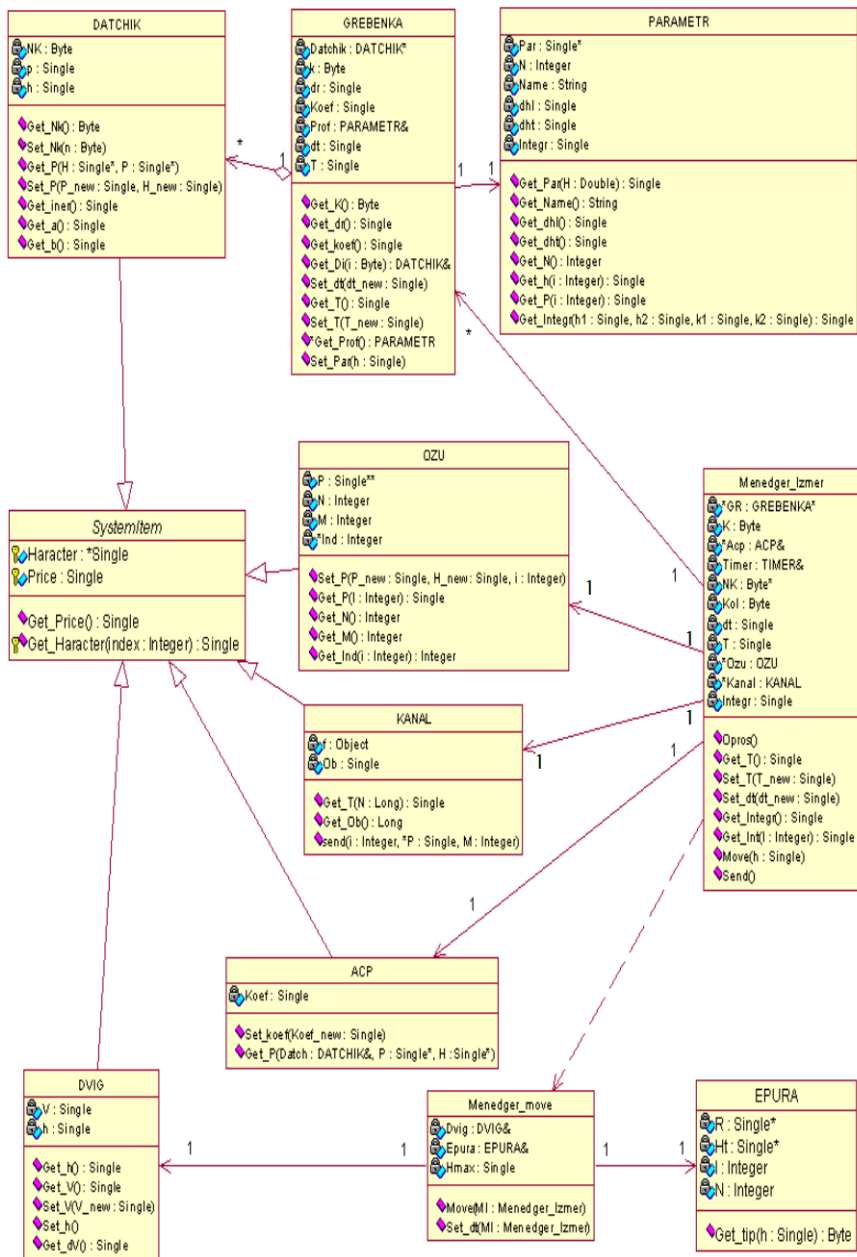 DATCHIK
NK : Byte
p : Single
h : Single
Get_Nk() : Byte
Set_Nk(n : Byte)
Get_P(H : Single*, P : Single*)
Set_P(P_new : Single, H_new : Single)
Get_iner() : Single
Get_a() : Single
Get_b() : Single
GREBENKA
Datchik : DATCHIK*
k : Byte
dr : Single
Koef : Single
Prof : PARAMETR&
dt : Single
T : Single
Get_K() : Byte
Get_dr() : Single
Get_koef() : Single
Get_Di(i : Byte) : DATCHIK&
Set_dt(dt_new : Single)
Get_T() : Single
Set_T(T_new : Single)
*Get_Prof() : PARAMETR
Set_Par(h : Single)
PARAMETR
Par : Single*
N : Integer
Name : String
dhl : Single
dht : Single
Integr : Single
Get_Par(H : Double) : Single
Get_Name() : String
Get_dhl() : Single
Get_dht() : Single
Get_N() : Integer
Get_h(i : Integer) : Single
Get_P(i : Integer) : Single
Get_Integr(h1 : Single, h2 : Single, k1 : Single, k2 : Single) : Single
*
1
1
1
*
1
SystemItem
Haracter : *Single
Price : Single
Get_Price() : Single
Get_Haracter(index : Integer) : Single
OZU
P : Single**
N : Integer
M : Integer
*Ind : Integer
Set_P(P_new : Single, H_new : Single, i : Integer)
Get_P(I : Integer) : Single
Get_N() : Integer
Get_M() : Integer
Get_Ind(i : Integer) : Integer
Menedger_Izmer
*GR : GREBENKA*
K : Byte
*Acp : ACP&
Timer : TIMER&
NK : Byte*
Kol : Byte
dt : Single
T : Single
*Ozu : OZU
*Kanal : KANAL
Integr : Single
Opros()
Get_T() : Single
Set_T(T_new : Single)
Set_dt(dt_new : Single)
Get_Integr() : Single
Get_Int(I : Integer) : Single
Move(h : Single)
Send()
1
1
1
1
1
1
KANAL
f : Object
Ob : Single
Get_T(N : Long) : Single
Get_Ob() : Long
send(i : Integer, *P : Single, M : Integer)
ACP
Koef : Single
Set_koef(Koef_new : Single)
Get_P(Datch : DATCHIK&, P : Single*, H : Single*)
DVIG
V : Single
h : Single
Get_h() : Single
Get_V() : Single
Set_V(V_new : Single)
Set_h()
Get_dV() : Single
1
1
Menedger_move
Dvig : DVIG&
Epura : EPURA&
Hmax : Single
Move(MI : Menedger_Izmer)
Set_dt(MI : Menedger_Izmer)
1
1
EPURA
R : Single*
Ht : Single*
I : Integer
N : Integer
Get_tip(h : Single) : Byte